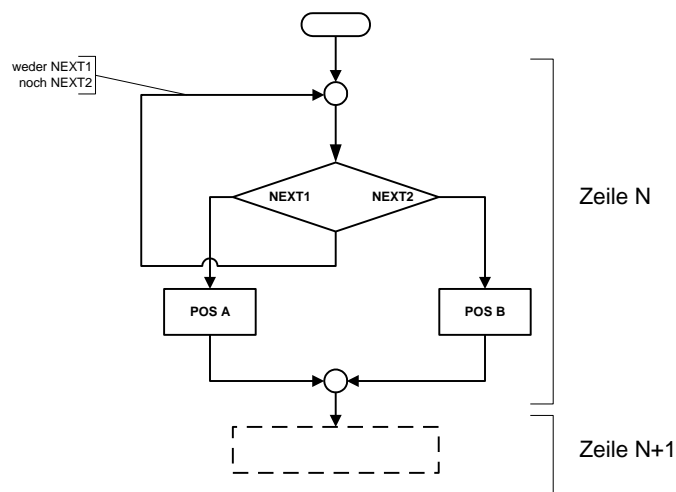 weder NEXT1
noch NEXT2
NEXT1
NEXT2
Zeile N
POS A
POS B
Zeile N+1